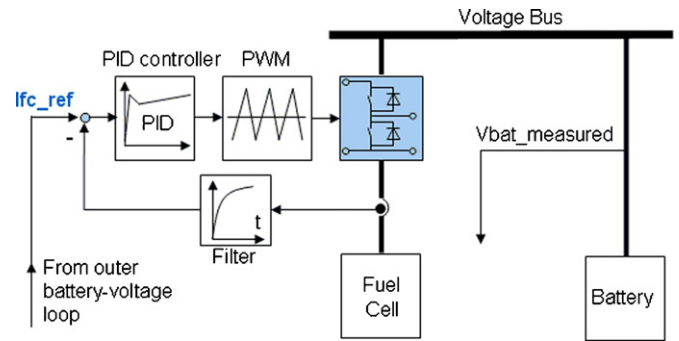 Voltage Bus
PID controller
PWM
Ifc_ref
PID
-
Vbat_measured
t
Filter
From outer
battery-voltage
loop
Fuel
Cell
Battery